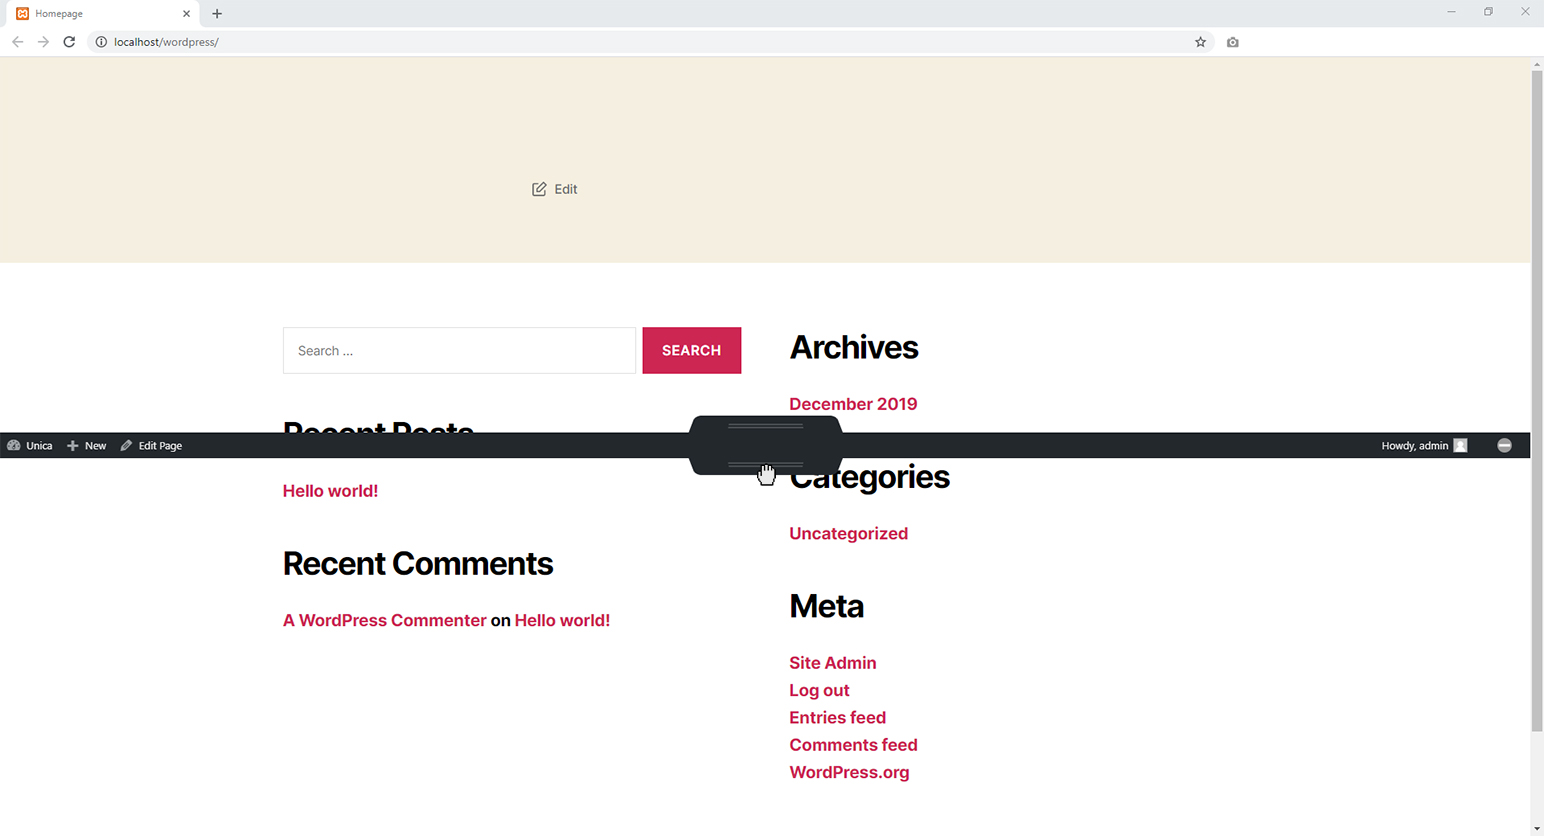 Homepage
localhost/wordpress/
Edit
Search ...
SEARCH
Recent Posts
Hello world!
Recent Comments
A WordPress Commenter on Hello world!
Archives
December 2019
Unica New Edit Page
Howdy, admin
Categories
Uncategorized
Meta
Site Admin
Log out
Entries feed
Comments feed
WordPress.org